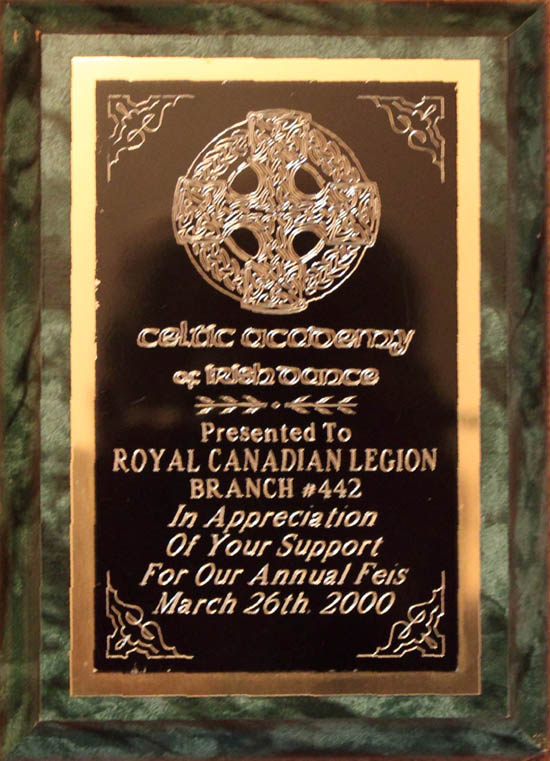 celtic academy
of irish dance
Presented To
ROYAL CANADIAN LEGION
BRANCH #442
In Appreciation
Of Your Support
For Our Annual Feis
March 26th, 2000